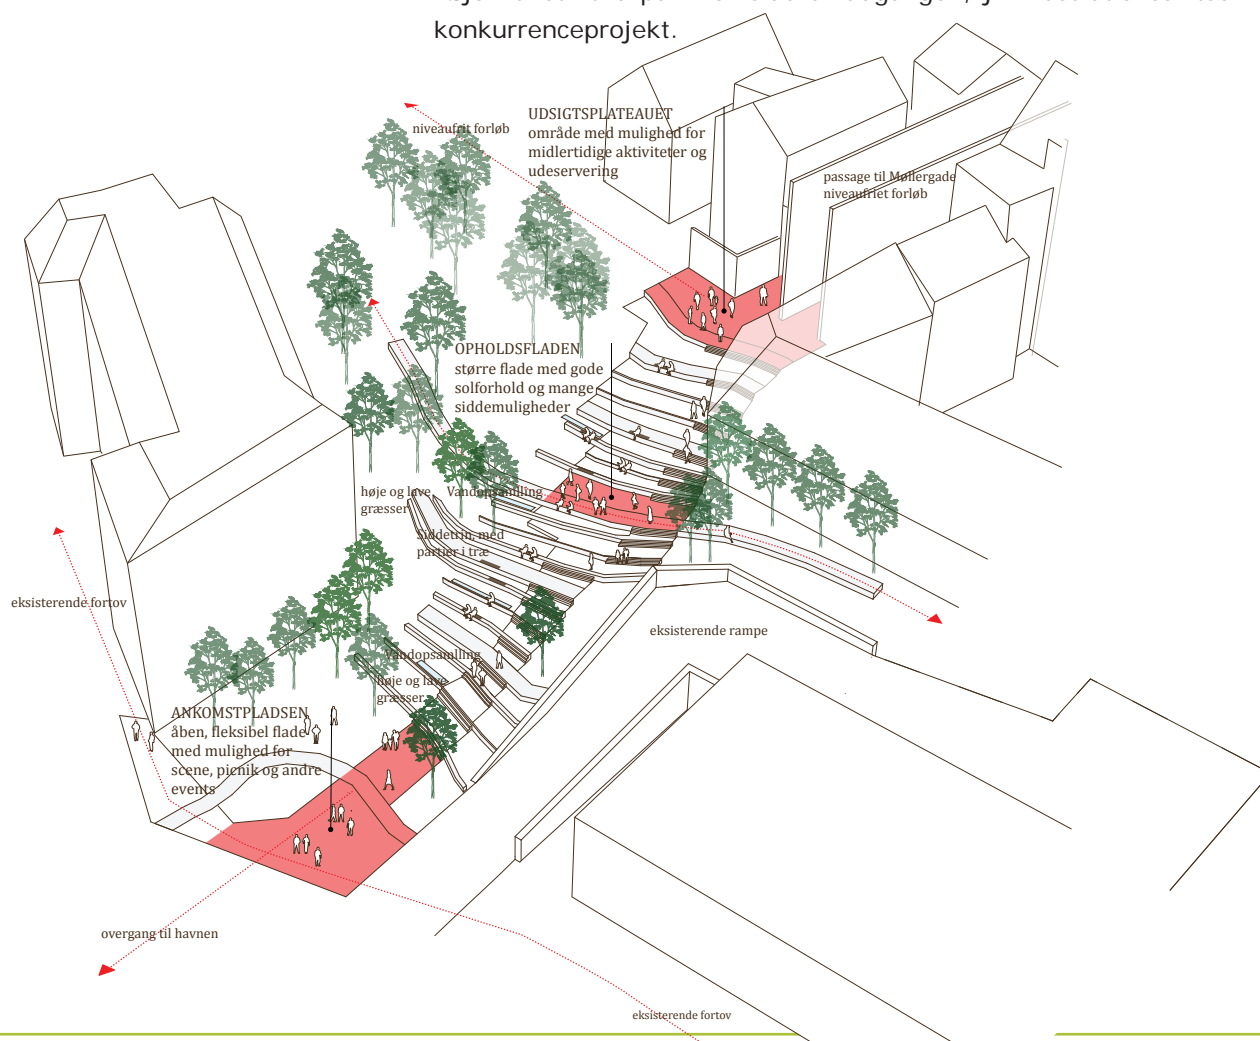 konkurrenceprojekt.
niveaufrit forløb
UDSIGTSPLATEAUET
område med mulighed for
midlertidige aktiviteter og
udeservering
passage til Møllergade
niveaufriet forløb
OPHOLDSFLADEN
større flade med gode
solforhold og mange
siddemuligheder
høje og lave
græsser
Vandopsamling
Siddetrin, med
partier i træ
eksisterende fortov
eksisterende rampe
Vandopsamlling
høje og lave
græsser
ANKOMSTPLADSEN
åben, fleksibel flade
med mulighed for
scene, picnik og andre
events
overgang til havnen
eksisterende fortov